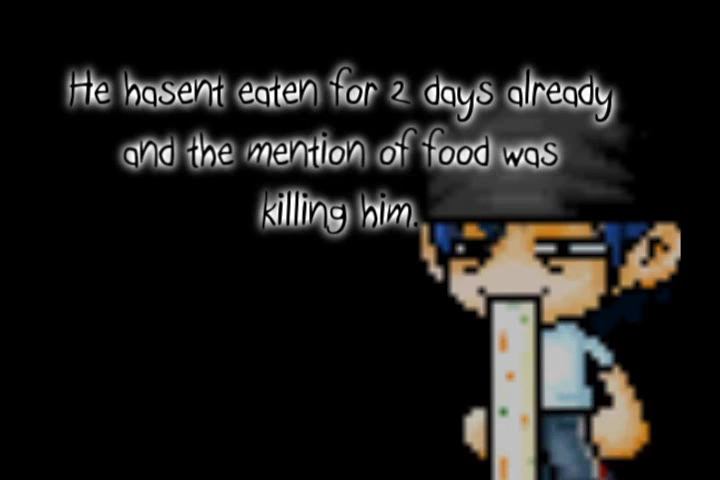 He hasent eaten for 2 days already
and the mention of food was
killing him.